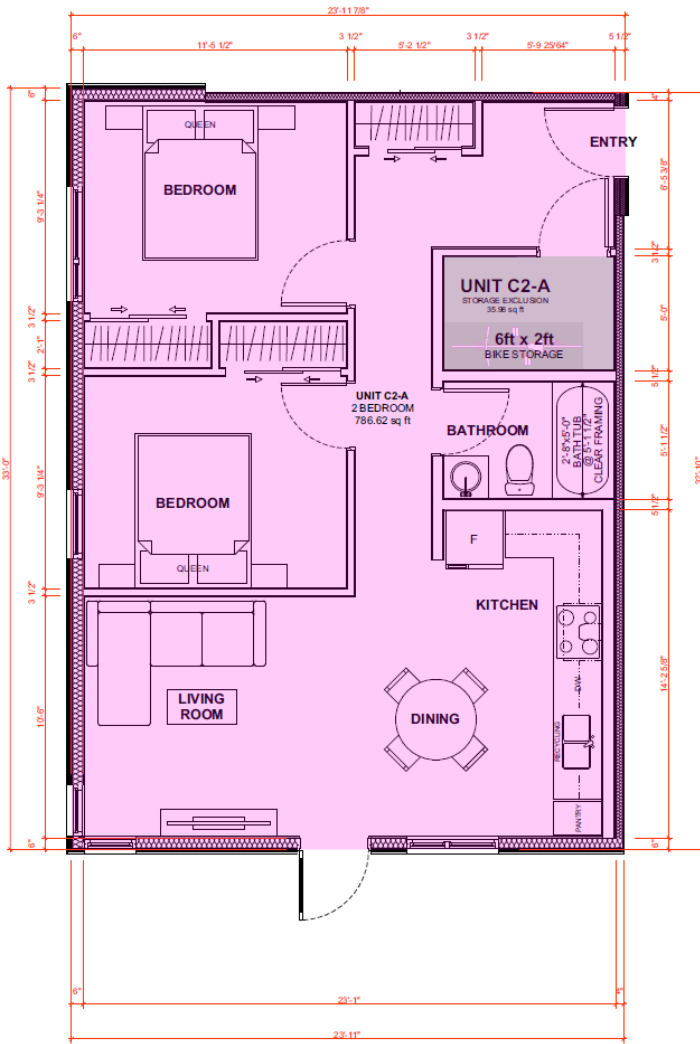 23'-11 7/8"
6"
11'-5 1/2"
3 1/2"
5'-2 1/2"
3 1/2"
5'-9 25/64"
5 1/2"
6"
4"
QUEEN
ENTRY
BEDROOM
9'-3 1/4"
6'-5 3/8"
3 1/2"
UNIT C2-A
STORAGE EXCLUSION
35.96 sq ft
5'-0"
3 1/2"
6ft x 2ft
BIKE STORAGE
2'-1"
3 1/2"
5 1/2"
UNIT C2-A
2 BEDROOM
786.62 sq ft
BATHROOM
2'-8"x5'-0"
BATH TUB
@ 5'-1 1/2"
CLEAR FRAMING
5'-1 1/2"
33'-0"
32'-10"
9'-3 1/4"
BEDROOM
5 1/2"
F
QUEEN
3 1/2"
KITCHEN
14'-2 5/8"
D/W
LIVING
ROOM
DINING
10'-6"
RECYCLING
PANTRY
6"
6"
6"
23'-1"
4"
23'-11"